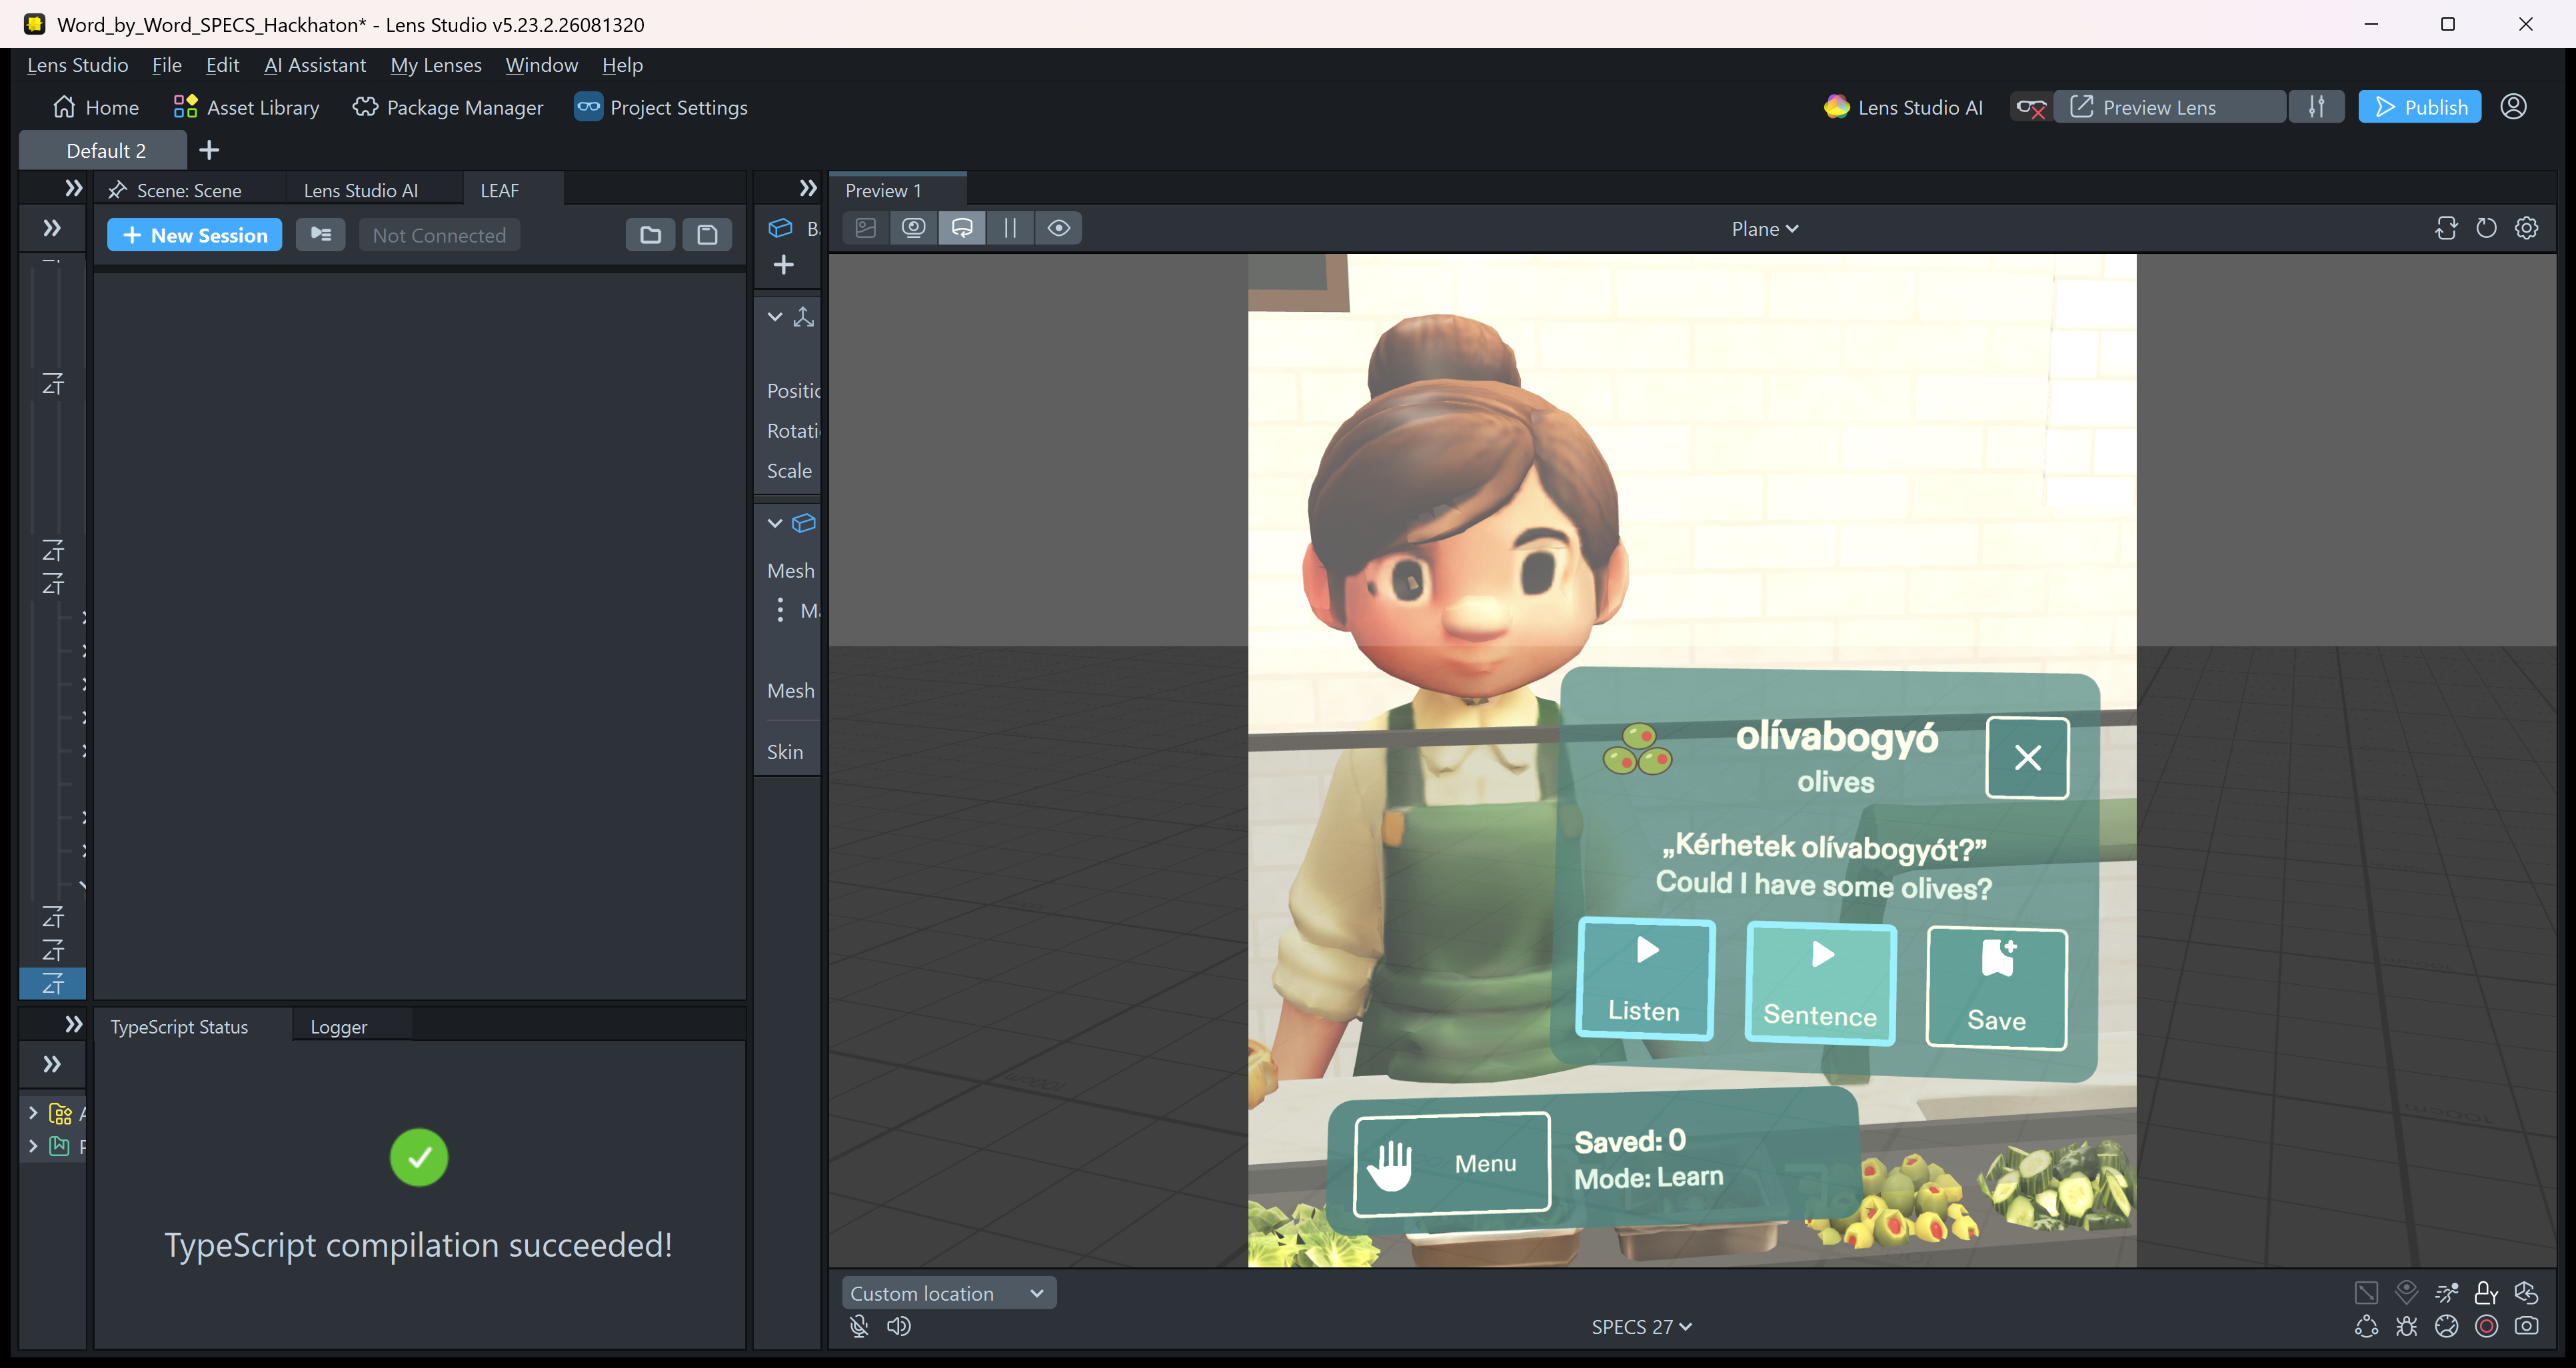 Word_by_Word_SPECS_Hackhaton* - Lens Studio v5.23.2.26081320
Lens Studio File Edit AI Assistant My Lenses Window Help
Home Asset Library Package Manager Project Settings
Lens Studio AI Preview Lens Publish
Default 2
Scene: Scene Lens Studio AI LEAF
Preview 1
New Session Not Connected
Plane
Positic
Rotati
Scale
Mesh
Mesh
Skin
olívabogyó
olives
„Kérhetek olívabogyót?”
Could I have some olives?
Listen Sentence Save
Menu
Saved: 0
Mode: Learn
TypeScript Status Logger
TypeScript compilation succeeded!
Custom location
SPECS 27